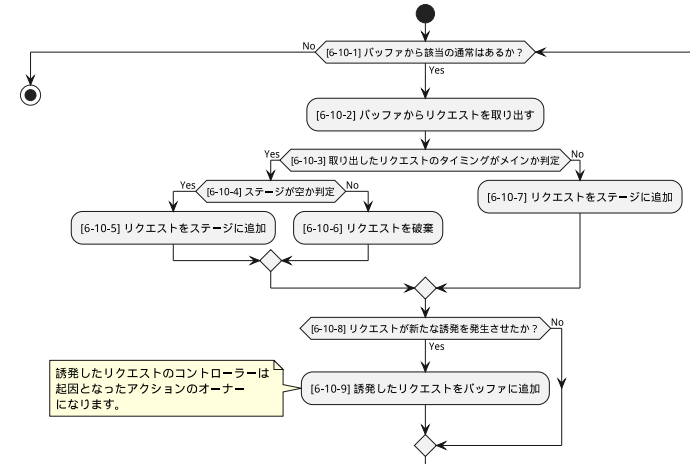 No
[6-10-1] バッファから該当の通常はあるか？
Yes
[6-10-2] バッファからリクエストを取り出す
Yes
[6-10-3] 取り出したリクエストのタイミングがメインか判定
No
Yes
[6-10-4] ステージが空か判定
No
[6-10-7] リクエストをステージに追加
[6-10-5] リクエストをステージに追加
[6-10-6] リクエストを破棄
[6-10-8] リクエストが新たな誘発を発生させたか？
No
Yes
誘発したリクエストのコントローラーは
起因となったアクションのオーナー
になります。
[6-10-9] 誘発したリクエストをバッファに追加